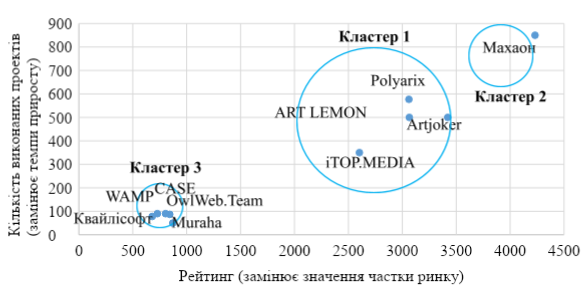 Кількість виконаних проектів
(замінює темпи приросту)
900
800
700
600
500
400
300
200
100
0
Кластер 1
Махаон
Polyarix
Кластер 2
ART LEMON
Artjoker
iTOP.MEDIA
Кластер 3
CASE
WAMP
OwlWeb.Team
Квайлісофт
Muraha
0 500 1000 1500 2000 2500 3000 3500 4000 4500
Рейтинг (замінює значення частки ринку)